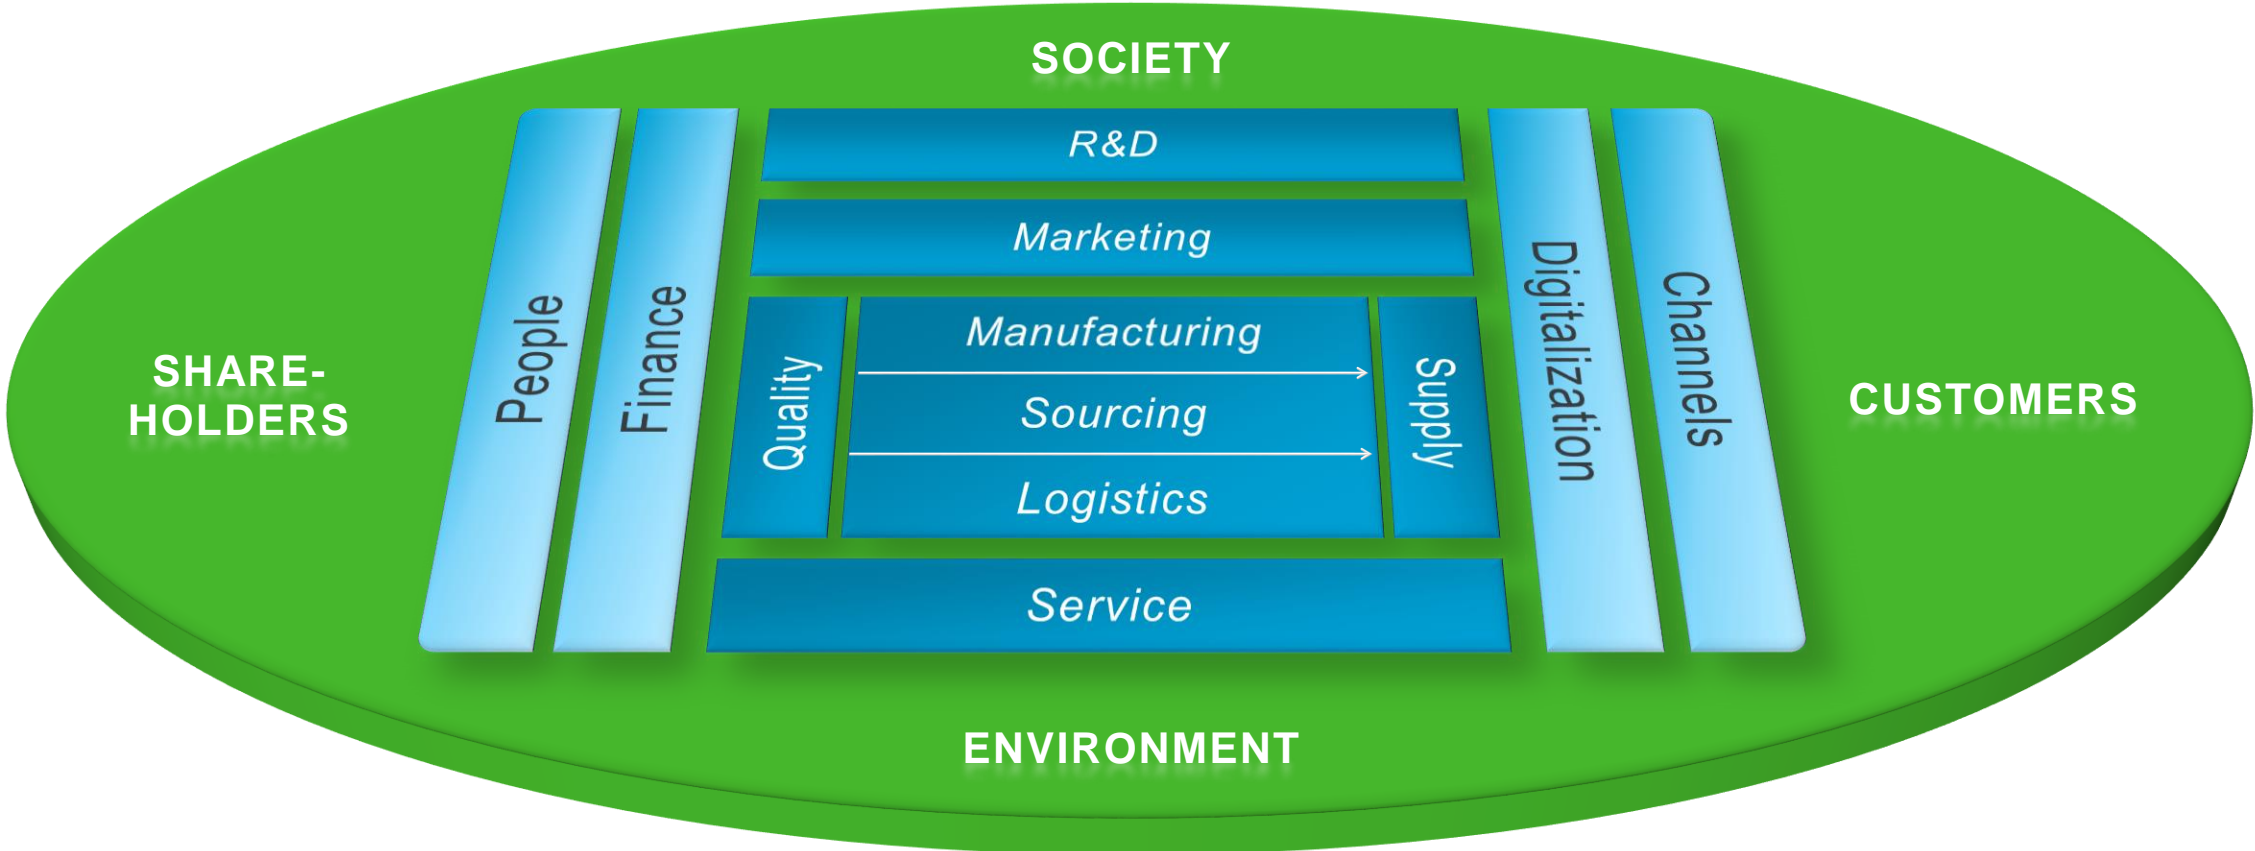 SOCIETY
R&D
Marketing
People
Finance
Quality
Manufacturing
Sourcing
Logistics
Supply
Digitalization
Channels
SHARE-
HOLDERS
CUSTOMERS
Service
ENVIRONMENT